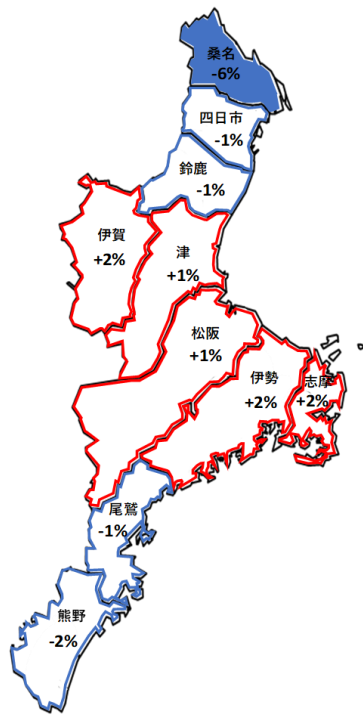 桑名
-6%
四日市
-1%
鈴鹿
-1%
伊賀
+2%
津
+1%
松阪
+1%
伊勢
+2%
志摩
+2%
尾鷲
-1%
熊野
-2%